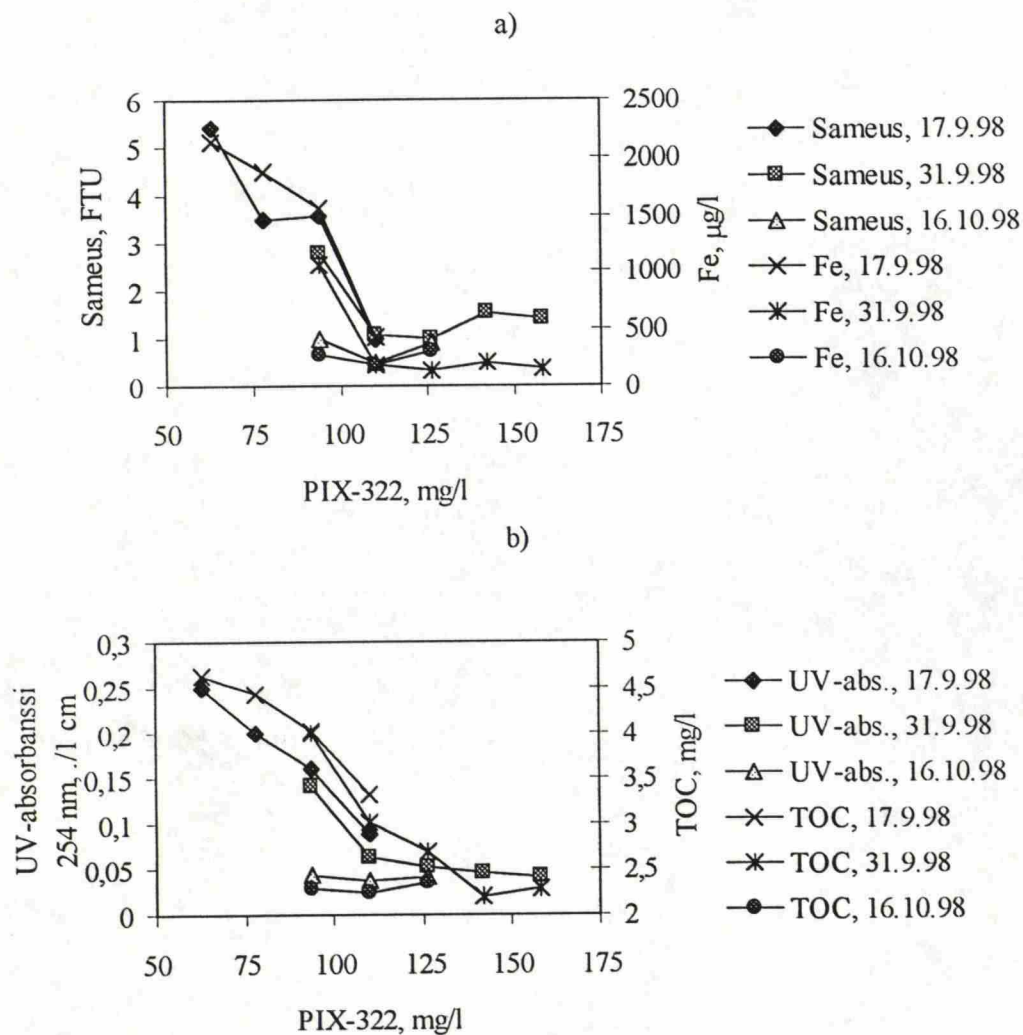 a)
6
5
4
3
2
1
0
Sameus, FTU
2500
2000
1500
1000
500
0
Fe, µg/l
50 75 100 125 150 175
PIX-322, mg/l
Sameus, 17.9.98
Sameus, 31.9.98
Sameus, 16.10.98
Fe, 17.9.98
Fe, 31.9.98
Fe, 16.10.98
b)
0,3
0,25
0,2
0,15
0,1
0,05
0
UV-absorbanssi
254 nm, ./1 cm
5
4,5
4
3,5
3
2,5
2
TOC, mg/l
50 75 100 125 150 175
PIX-322, mg/l
UV-abs., 17.9.98
UV-abs., 31.9.98
UV-abs., 16.10.98
TOC, 17.9.98
TOC, 31.9.98
TOC, 16.10.98